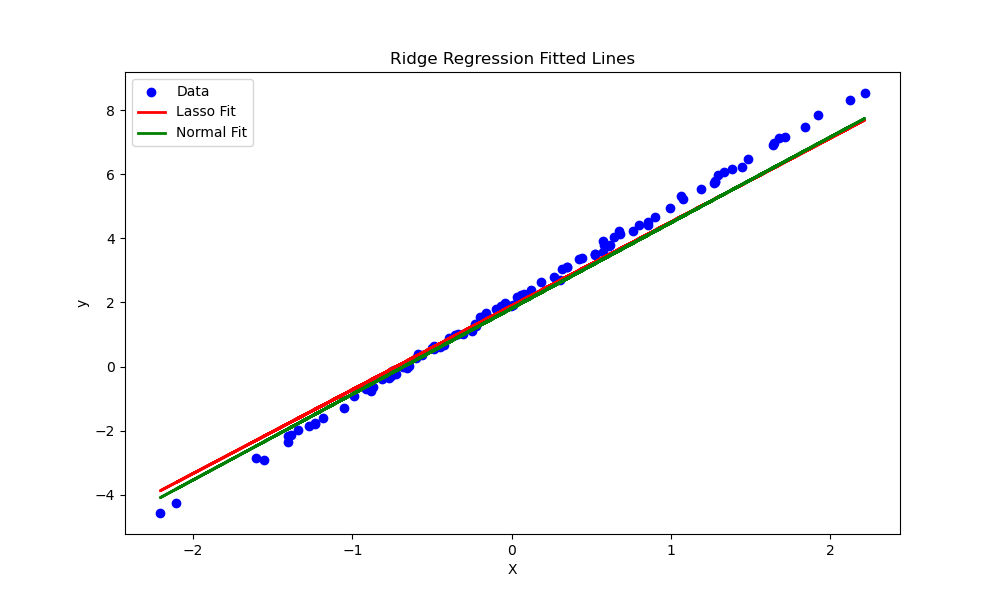 Ridge Regression Fitted Lines
Data
Lasso Fit
Normal Fit
8
6
4
2
0
−2
−4
y
−2
−1
0
1
2
X